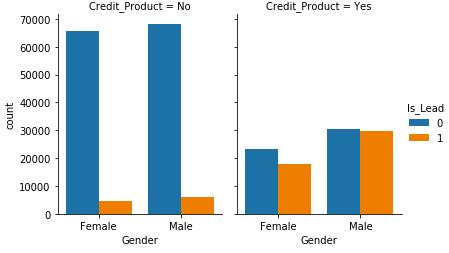 Credit_Product = No
Credit_Product = Yes
70000
60000
50000
40000
30000
20000
10000
0
count
Female
Male
Gender
Female
Male
Gender
Is_Lead
0
1